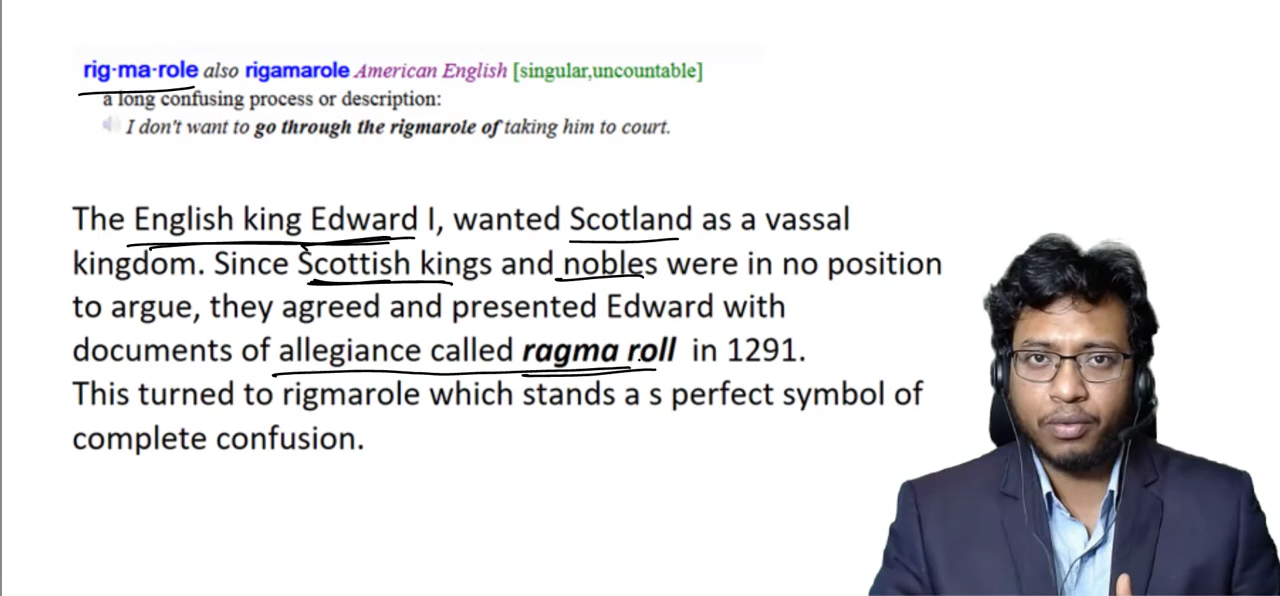 rig·ma·role also rigamarole American English [singular,uncountable]
a long confusing process or description:
I don't want to go through the rigmarole of taking him to court.
The English king Edward I, wanted Scotland as a vassal
kingdom. Since Scottish kings and nobles were in no position
to argue, they agreed and presented Edward with
documents of allegiance called ragma roll in 1291.
This turned to rigmarole which stands a s perfect symbol of
complete confusion.